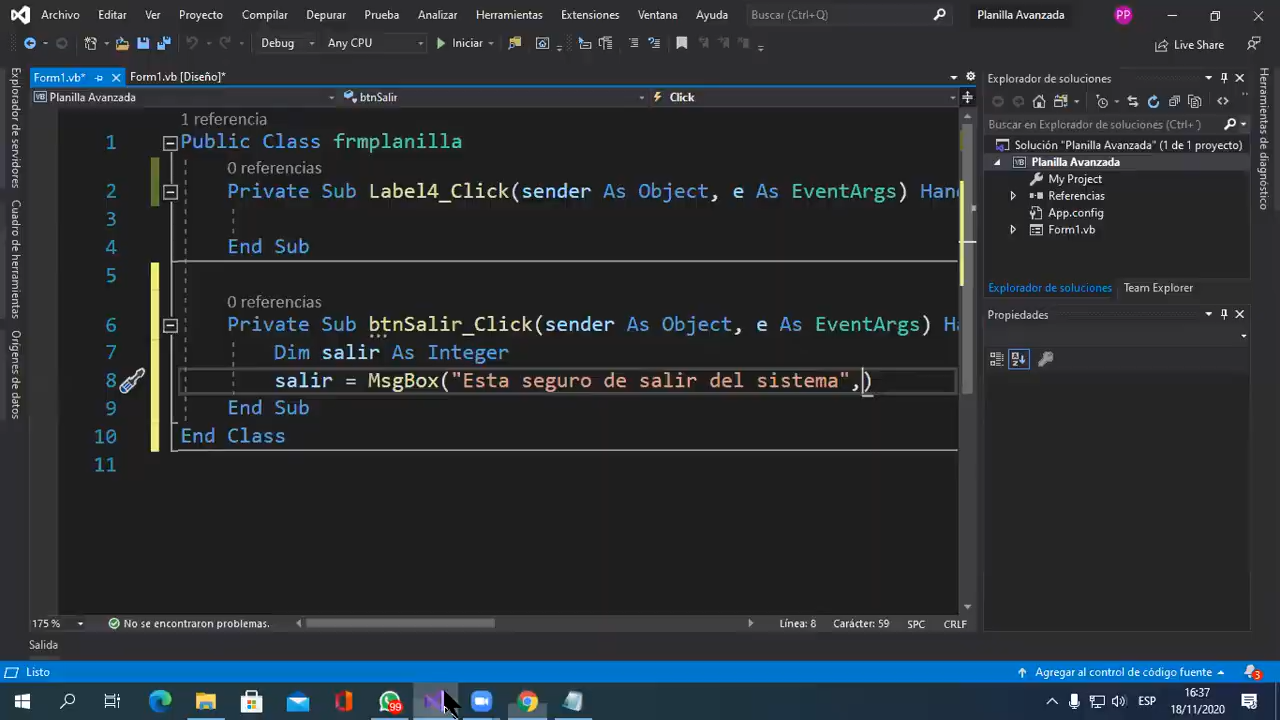 Archivo Editar Ver Proyecto Compilar Depurar Prueba Analizar Herramientas Extensiones Ventana Ayuda Buscar (Ctrl+Q) Planilla Avanzada PP
Debug Any CPU Iniciar Live Share
Form1.vb* Form1.vb [Diseño]*
Planilla Avanzada btnSalir Click
1 referencia
1 Public Class frmplanilla
0 referencias
2 Private Sub Label4_Click(sender As Object, e As EventArgs) Han
3
4 End Sub
5
0 referencias
6 Private Sub btnSalir_Click(sender As Object, e As EventArgs) Ha
7 Dim salir As Integer
8 salir = MsgBox("Esta seguro de salir del sistema",)
9 End Sub
10 End Class
11
175 % No se encontraron problemas. Línea: 8 Carácter: 59 SPC CRLF
Salida
Listo Agregar al control de código fuente 3
Explorador de servidores
Cuadro de herramientas
Orígenes de datos
Explorador de soluciones
Buscar en Explorador de soluciones (Ctrl+')
Solución "Planilla Avanzada" (1 de 1 proyecto)
Planilla Avanzada
My Project
Referencias
App.config
Form1.vb
Explorador de soluciones Team Explorer
Propiedades
Herramientas de diagnóstico
99 ESP 16:37
18/11/2020